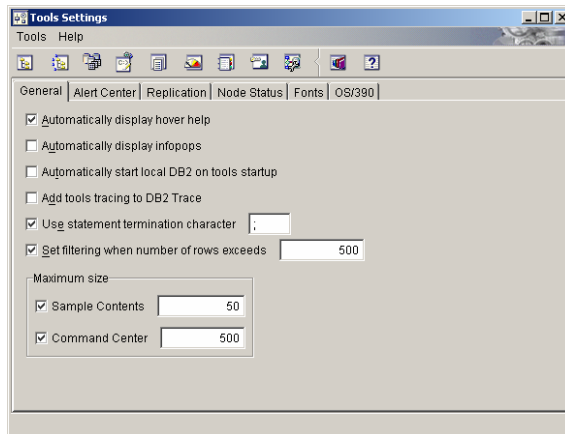 Tools Settings
Tools Help
General Alert Center Replication Node Status Fonts OS/390
Automatically display hover help
Automatically display infopops
Automatically start local DB2 on tools startup
Add tools tracing to DB2 Trace
Use statement termination character ;
Set filtering when number of rows exceeds 500
Maximum size
Sample Contents 50
Command Center 500